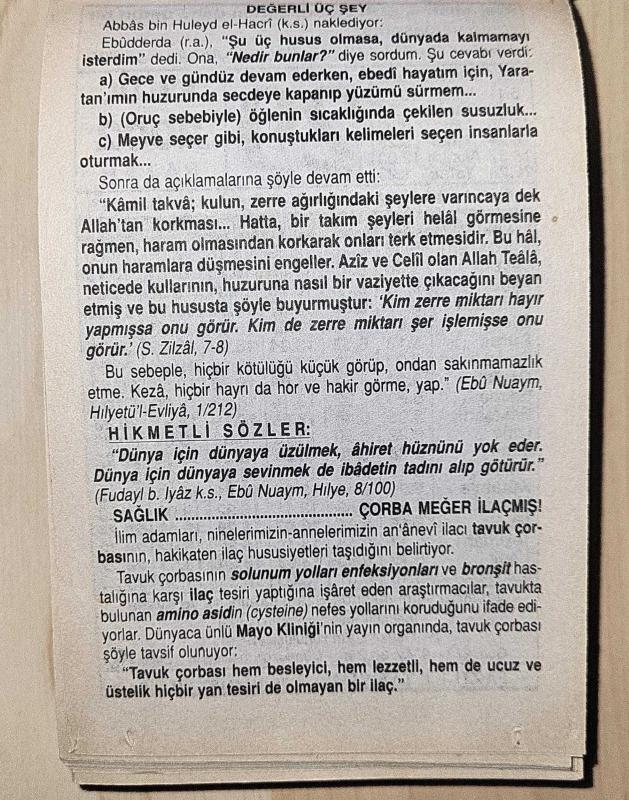 DEĞERLİ ÜÇ ŞEY
Abbâs bin Huleyd el-Hacrî (k.s.) naklediyor:
Ebûdderda (r.a.), "Şu üç husus olmasa, dünyada kalmamayı
isterdim" dedi. Ona, "Nedir bunlar?" diye sordum. Şu cevabı verdi:
a) Gece ve gündüz devam ederken, ebedî hayatım için, Yara-
tan'ımın huzurunda secdeye kapanıp yüzümü sürmem...
b) (Oruç sebebiyle) öğlenin sıcaklığında çekilen susuzluk...
c) Meyve seçer gibi, konuştukları kelimeleri seçen insanlarla
oturmak...
Sonra da açıklamalarına şöyle devam etti:
"Kâmil takvâ; kulun, zerre ağırlığındaki şeylere varıncaya dek
Allah'tan korkması... Hatta, bir takım şeyleri helâl görmesine
rağmen, haram olmasından korkarak onları terk etmesidir. Bu hâl,
onun haramlara düşmesini engeller. Azîz ve Celîl olan Allah Teâlâ,
neticede kullarının, huzuruna nasıl bir vaziyette çıkacağını beyan
etmiş ve bu hususta şöyle buyurmuştur: 'Kim zerre miktarı hayır
yapmışsa onu görür. Kim de zerre miktarı şer işlemişse onu
görür.' (S. Zilzâl, 7-8)
Bu sebeple, hiçbir kötülüğü küçük görüp, ondan sakınmamazlık
etme. Kezâ, hiçbir hayrı da hor ve hakir görme, yap." (Ebû Nuaym,
Hılyetü'l-Evliyâ, 1/212)
HİKMETLİ SÖZLER:
"Dünya için dünyaya üzülmek, âhiret hüznünü yok eder.
Dünya için dünyaya sevinmek de ibâdetin tadını alıp götürür."
(Fudayl b. Iyâz k.s., Ebû Nuaym, Hılye, 8/100)
SAĞLIK ............................................ ÇORBA MEĞER İLAÇMIŞ!
İlim adamları, ninelerimizin-annelerimizin an'ânevî ilacı tavuk çor-
basının, hakikaten ilaç hususiyetleri taşıdığını belirtiyor.
Tavuk çorbasının solunum yolları enfeksiyonları ve bronşit has-
talığına karşı ilaç tesiri yaptığına işâret eden araştırmacılar, tavukta
bulunan amino asidin (cysteine) nefes yollarını koruduğunu ifade edi-
yorlar. Dünyaca ünlü Mayo Kliniği'nin yayın organında, tavuk çorbası
şöyle tavsif olunuyor:
"Tavuk çorbası hem besleyici, hem lezzetli, hem de ucuz ve
üstelik hiçbir yan tesiri de olmayan bir ilaç."